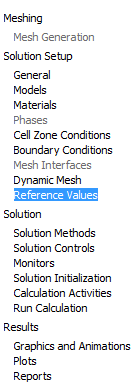 Meshing
Mesh Generation
Solution Setup
General
Models
Materials
Phases
Cell Zone Conditions
Boundary Conditions
Mesh Interfaces
Dynamic Mesh
Reference Values
Solution
Solution Methods
Solution Controls
Monitors
Solution Initialization
Calculation Activities
Run Calculation
Results
Graphics and Animations
Plots
Reports